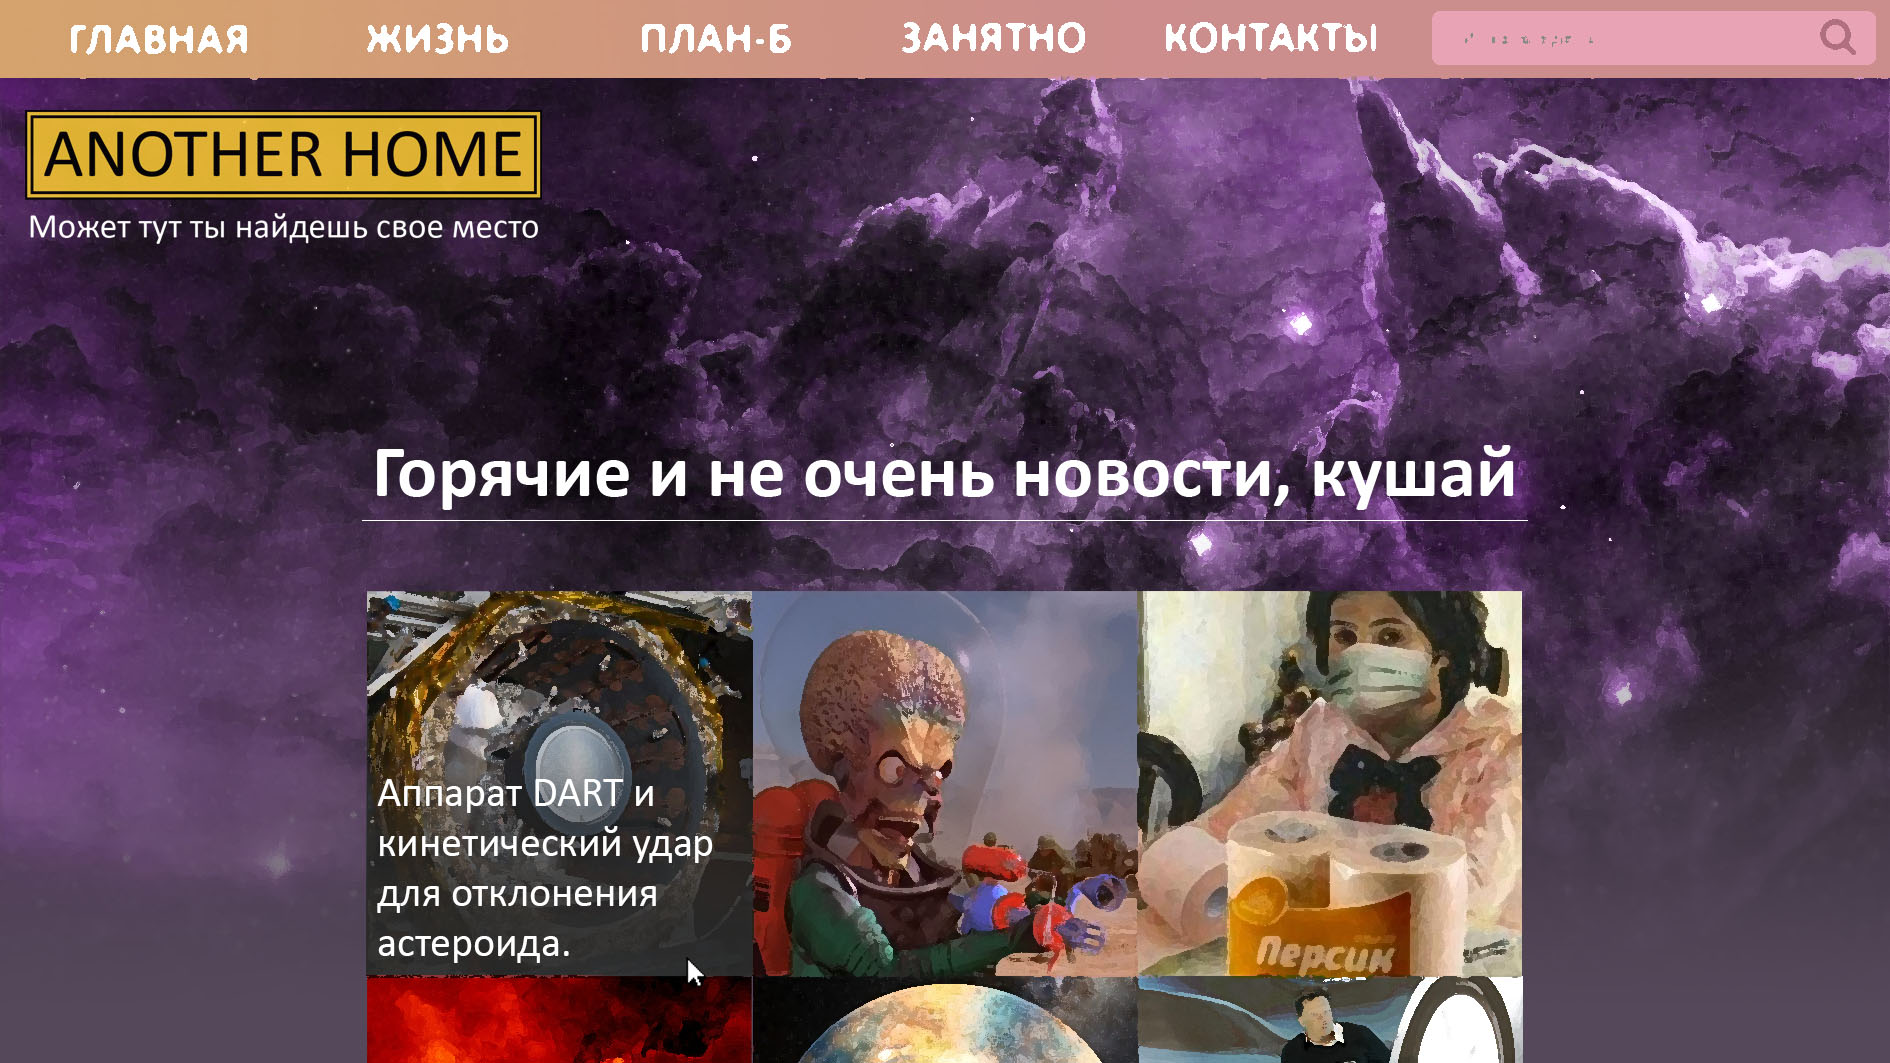 ГЛАВНАЯ ЖИЗНЬ ПЛАН-Б ЗАНЯТНО КОНТАКТЫ
ANOTHER HOME
Может тут ты найдешь свое место
Горячие и не очень новости, кушай
Аппарат DART и
кинетический удар
для отклонения
астероида.
Персик